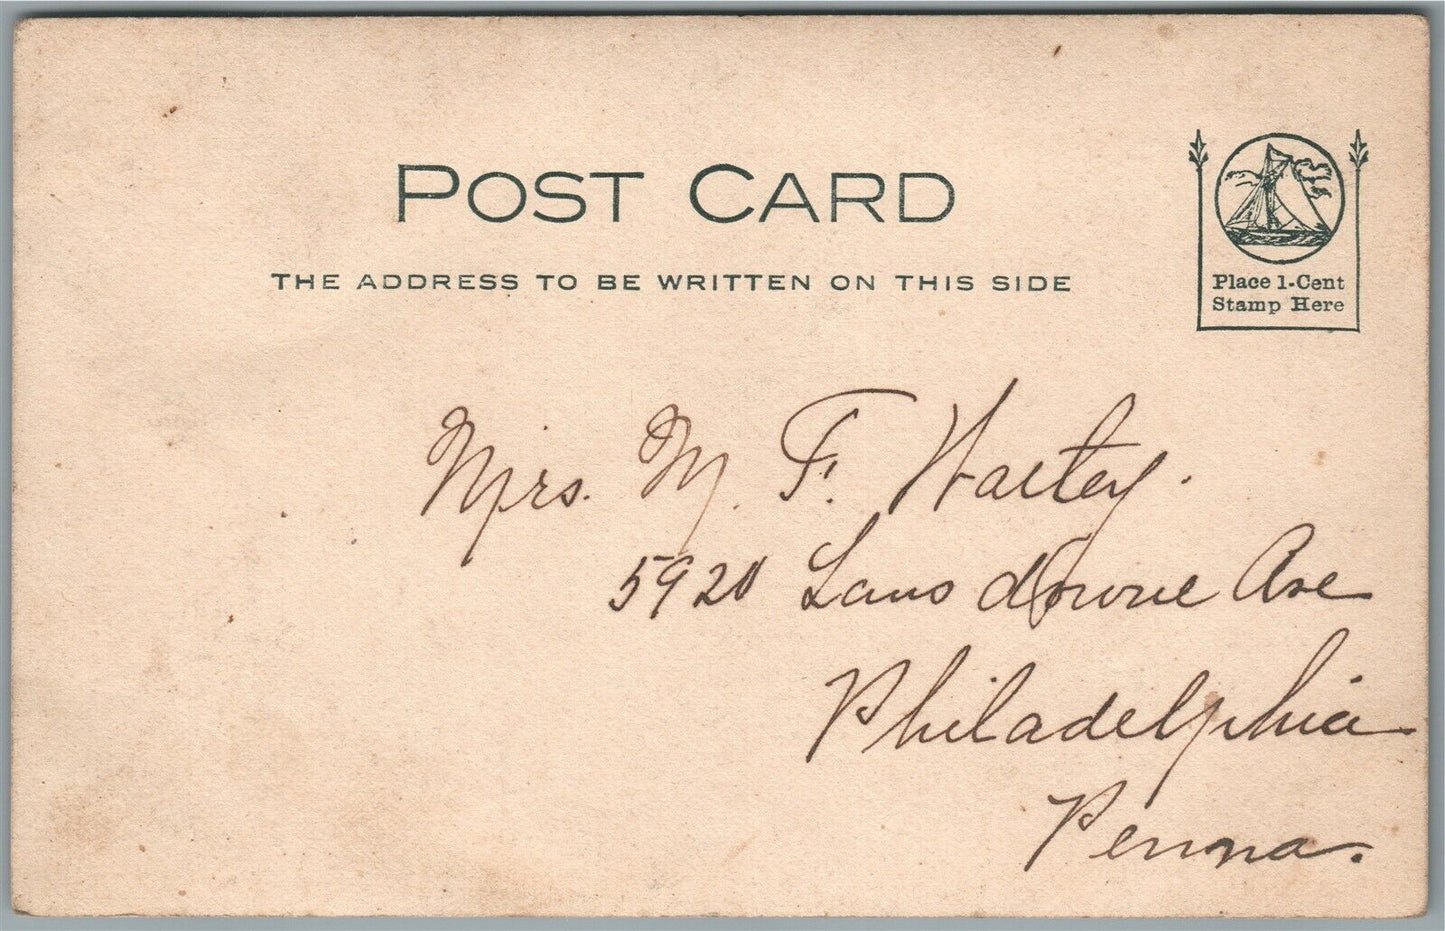 POST CARD
THE ADDRESS TO BE WRITTEN ON THIS SIDE
Place 1-Cent
Stamp Here
Mrs. M. F. Hartey.
5920 Lansdowne Ave
Philadelphia
Penna.